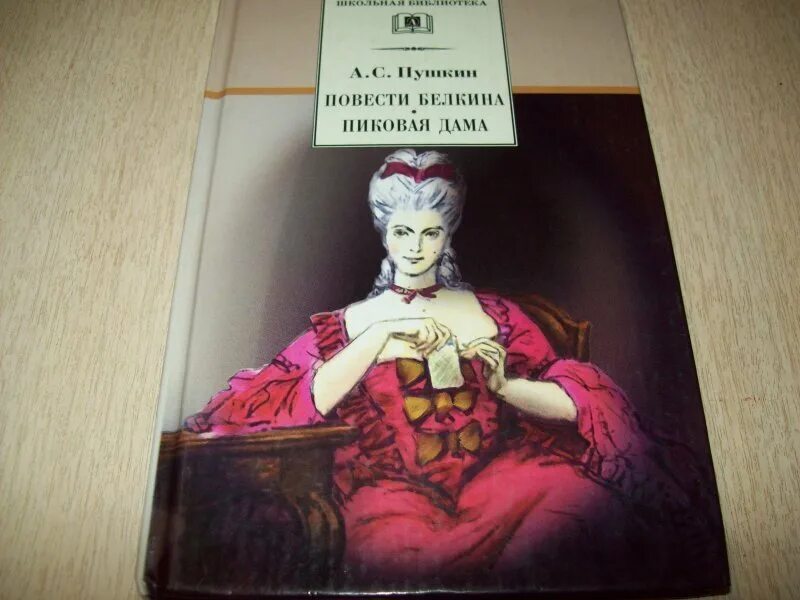 ШКОЛЬНАЯ БИБЛИОТЕКА
А.С. Пушкин
ПОВЕСТИ БЕЛКИНА
•
ПИКОВАЯ ДАМА